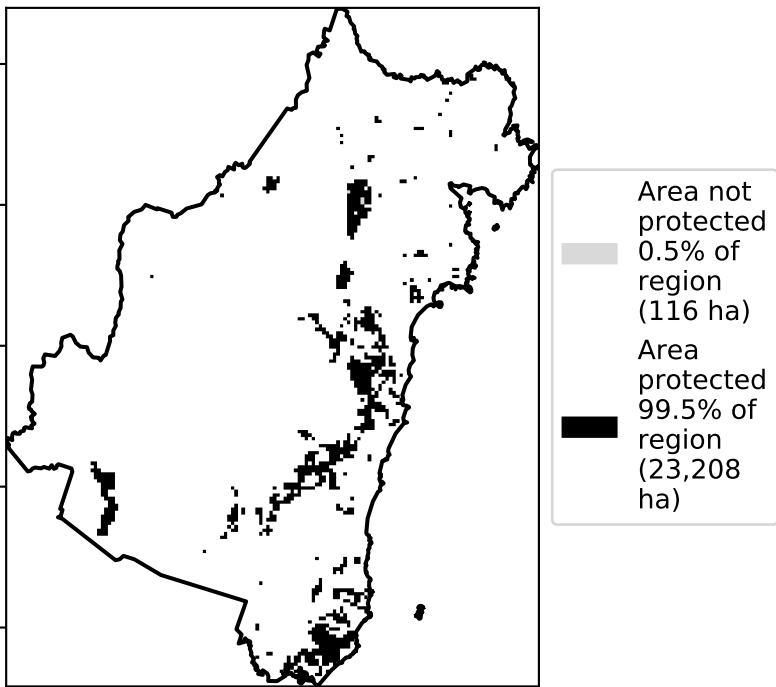 Area not
protected
0.5% of
region
(116 ha)
Area
protected
99.5% of
region
(23,208
ha)